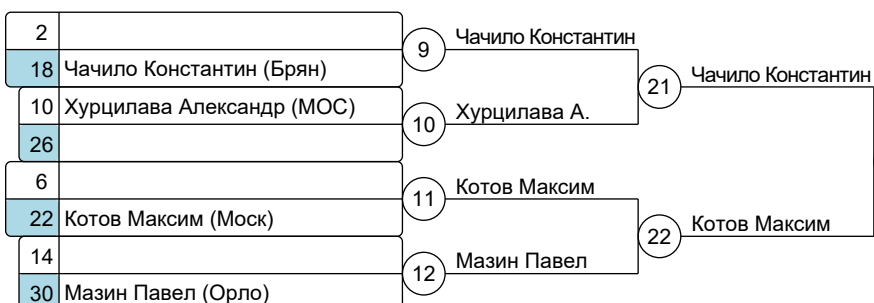 2
18 Чачило Константин (Брян)
10 Хурцилава Александр (МОС)
26
6
22 Котов Максим (Моск)
14
30 Мазин Павел (Орло)
9 Чачило Константин
10 Хурцилава А.
11 Котов Максим
12 Мазин Павел
21 Чачило Константин
22 Котов Максим